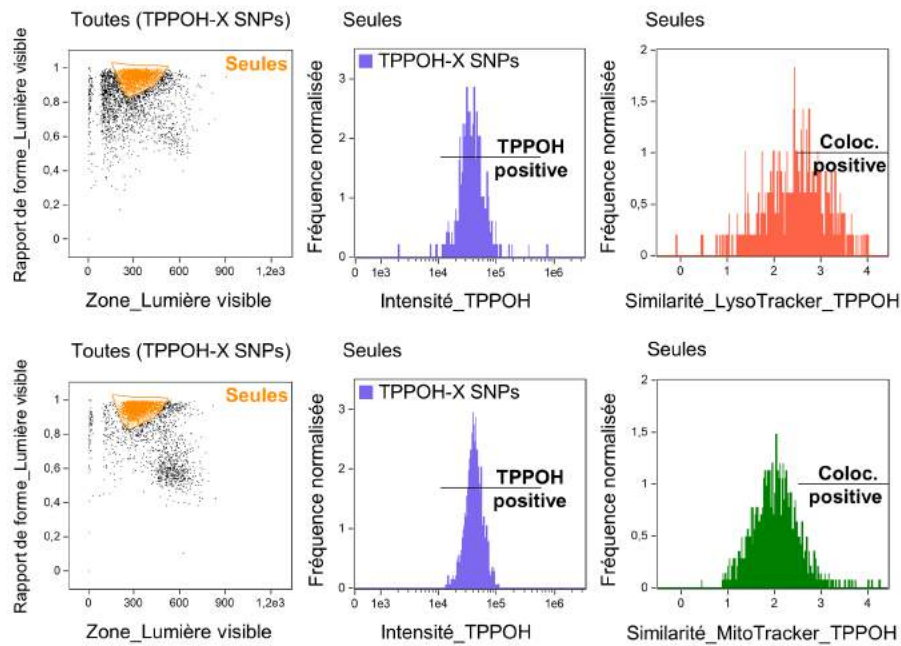 Toutes (TPPOH-X SNPs)
Seules
Rapport de forme_Lumière visible
1
0,8
0,6
0,4
0,2
0
0 300 600 900 1,2e3
Zone_Lumière visible
Seules
TPPOH-X SNPs
Fréquence normalisée
3
2
1
0
TPPOH
positive
0 1e3 1e4 1e5 1e6
Intensité_TPPOH
Seules
Fréquence normalisée
2
1,5
1
0,5
0
Coloc.
positive
0 1 2 3 4
Similarité_LysoTracker_TPPOH
Toutes (TPPOH-X SNPs)
Seules
Rapport de forme_Lumière visible
1
0,8
0,6
0,4
0,2
0
0 300 600 900 1,2e3
Zone_Lumière visible
Seules
TPPOH-X SNPs
Fréquence normalisée
3
2
1
0
TPPOH
positive
0 1e3 1e4 1e5 1e6
Intensité_TPPOH
Seules
Fréquence normalisée
2
1,5
1
0,5
0
Coloc.
positive
0 1 2 3 4
Similarité_MitoTracker_TPPOH